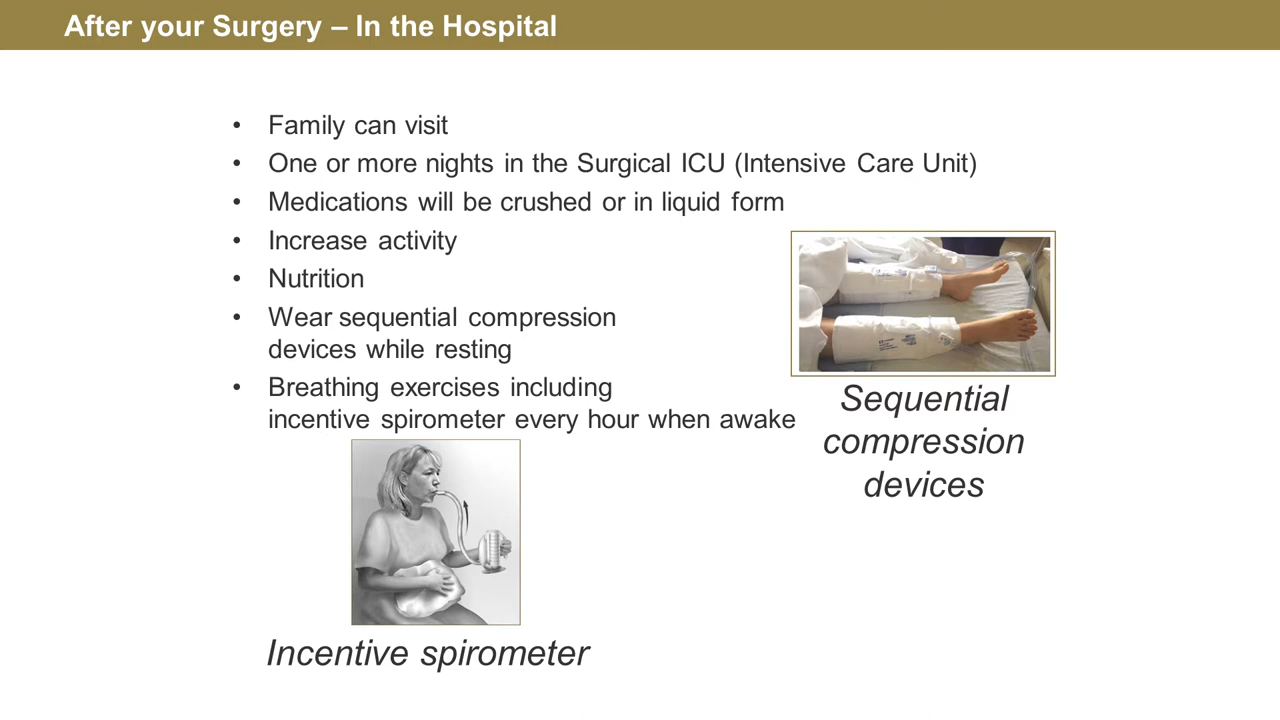 After your Surgery – In the Hospital
• Family can visit
• One or more nights in the Surgical ICU (Intensive Care Unit)
• Medications will be crushed or in liquid form
• Increase activity
• Nutrition
• Wear sequential compression
devices while resting
• Breathing exercises including
incentive spirometer every hour when awake
Sequential
compression
devices
Incentive spirometer